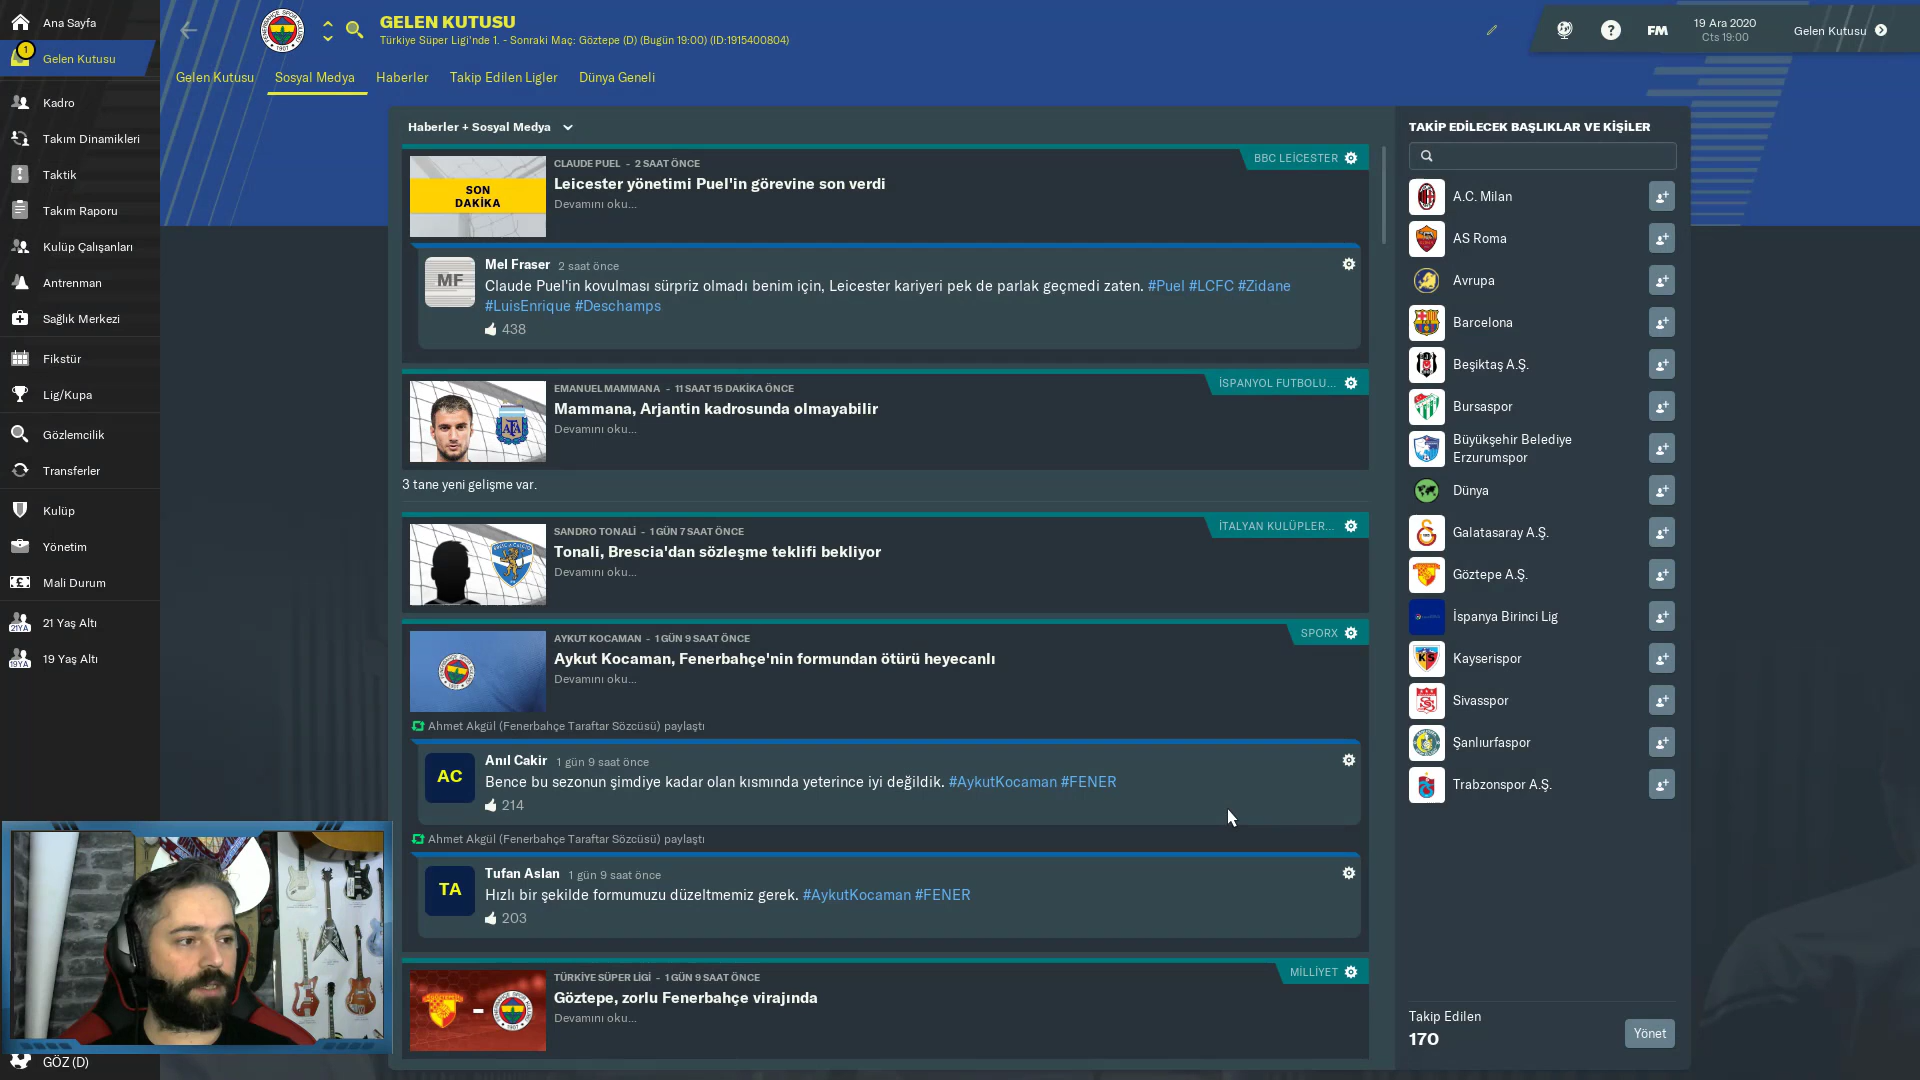 Ana Sayfa
1
Gelen Kutusu
Kadro
Takım Dinamikleri
Taktik
Takım Raporu
Kulüp Çalışanları
Antrenman
Sağlık Merkezi
Fikstür
Lig/Kupa
Gözlemcilik
Transferler
Kulüp
Yönetim
Mali Durum
21YA
21 Yaş Altı
19YA
19 Yaş Altı
GÖZ (D)
GELEN KUTUSU
Türkiye Süper Ligi'nde 1. - Sonraki Maç: Göztepe (D) (Bugün 19:00) (ID:1915400804)
FM
19 Ara 2020
Cts 19:00
Gelen Kutusu
Gelen Kutusu
Sosyal Medya
Haberler
Takip Edilen Ligler
Dünya Geneli
Haberler + Sosyal Medya
SON
DAKİKA
CLAUDE PUEL - 2 SAAT ÖNCE
BBC LEİCESTER
Leicester yönetimi Puel'in görevine son verdi
Devamını oku...
MF
Mel Fraser 2 saat önce
Claude Puel'in kovulması sürpriz olmadı benim için, Leicester kariyeri pek de parlak geçmedi zaten. #Puel #LCFC #Zidane
#LuisEnrique #Deschamps
438
EMANUEL MAMMANA - 11 SAAT 15 DAKİKA ÖNCE
İSPANYOL FUTBOLU...
Mammana, Arjantin kadrosunda olmayabilir
Devamını oku...
AFA
3 tane yeni gelişme var.
SANDRO TONALİ - 1 GÜN 7 SAAT ÖNCE
İTALYAN KULÜPLER...
Tonali, Brescia'dan sözleşme teklifi bekliyor
Devamını oku...
AYKUT KOCAMAN - 1 GÜN 9 SAAT ÖNCE
SPORX
Aykut Kocaman, Fenerbahçe'nin formundan ötürü heyecanlı
Devamını oku...
Ahmet Akgül (Fenerbahçe Taraftar Sözcüsü) paylaştı
AC
Anıl Cakir 1 gün 9 saat önce
Bence bu sezonun şimdiye kadar olan kısmında yeterince iyi değildik. #AykutKocaman #FENER
214
Ahmet Akgül (Fenerbahçe Taraftar Sözcüsü) paylaştı
TA
Tufan Aslan 1 gün 9 saat önce
Hızlı bir şekilde formumuzu düzeltmemiz gerek. #AykutKocaman #FENER
203
TÜRKİYE SÜPER LİGİ - 1 GÜN 9 SAAT ÖNCE
MİLLİYET
Göztepe, zorlu Fenerbahçe virajında
Devamını oku...
TAKİP EDİLECEK BAŞLIKLAR VE KİŞİLER
A.C. Milan
AS Roma
Avrupa
Barcelona
Beşiktaş A.Ş.
Bursaspor
Büyükşehir Belediye
Erzurumspor
Dünya
Galatasaray A.Ş.
Göztepe A.Ş.
İspanya Birinci Lig
Kayserispor
Sivasspor
Şanlıurfaspor
Trabzonspor A.Ş.
Takip Edilen
170
Yönet